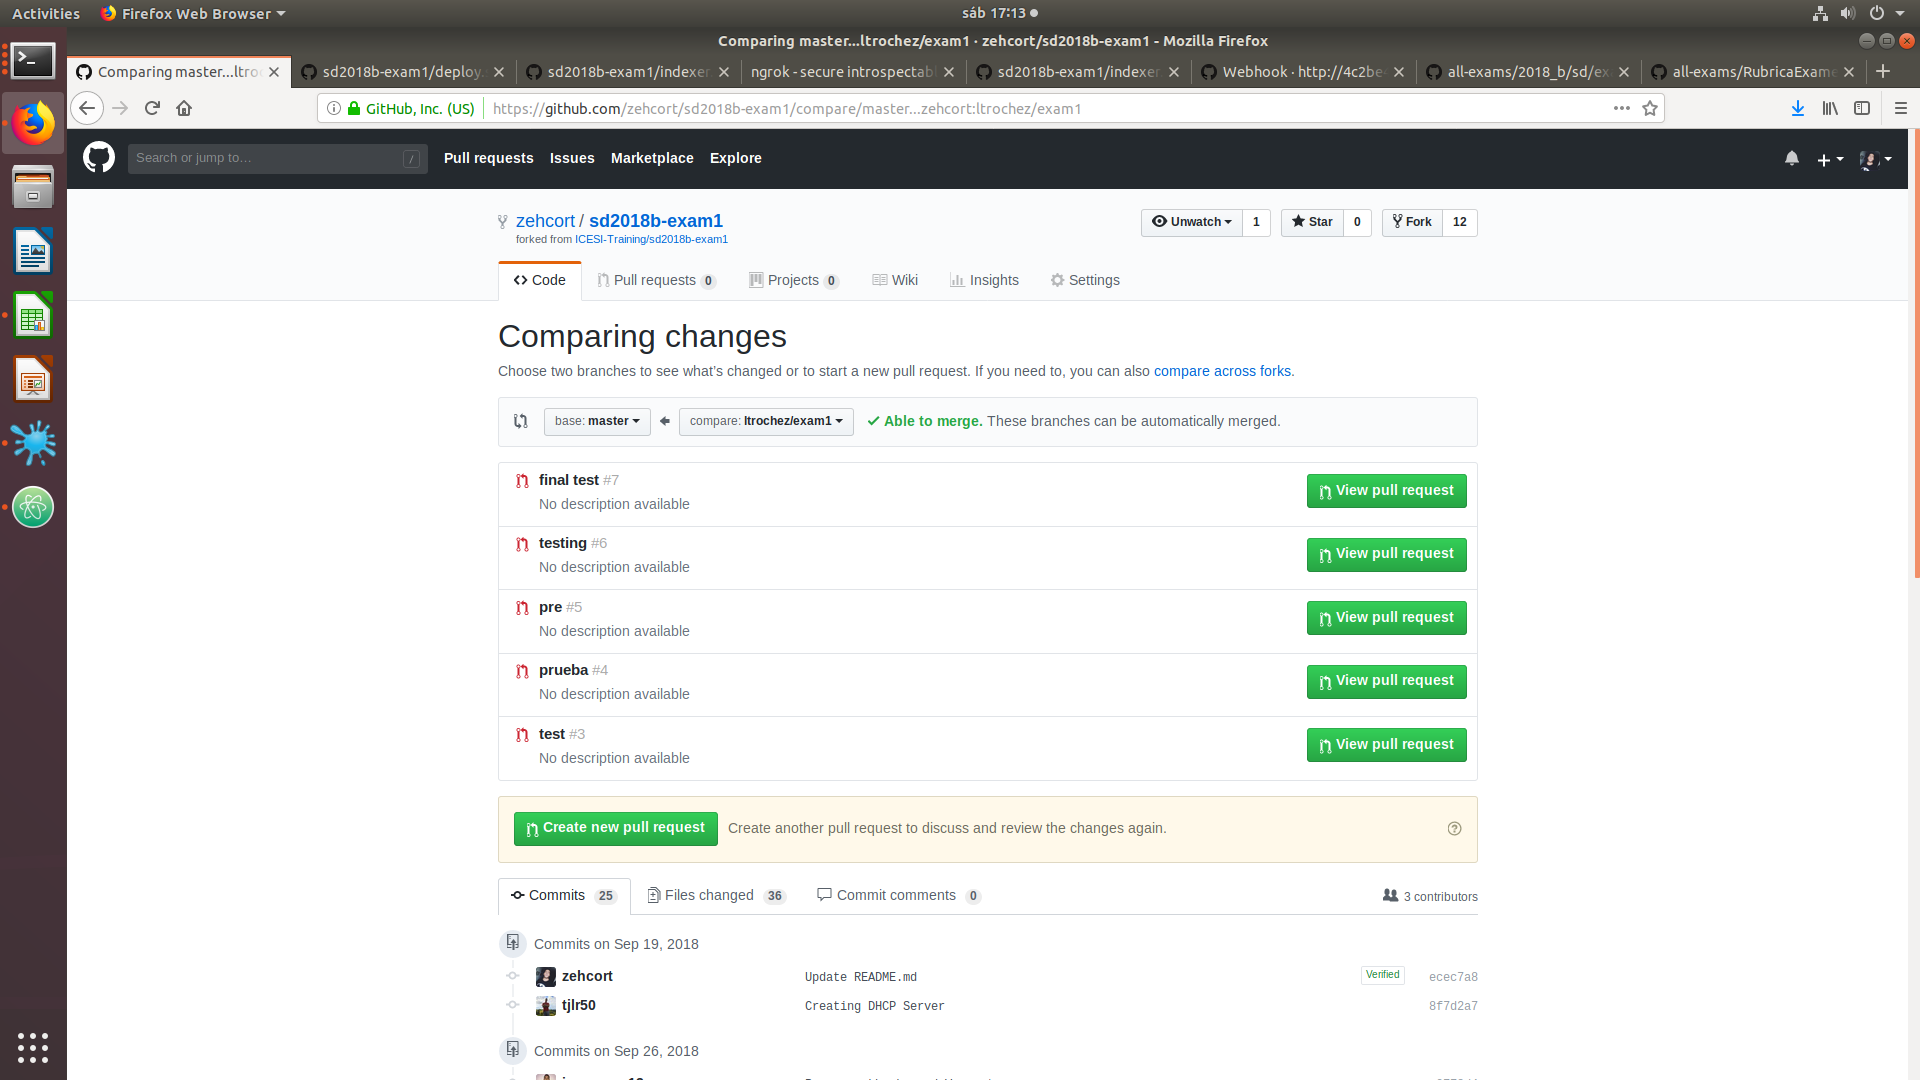 Activities
Firefox Web Browser
sáb 17:13
Comparing master...ltrochez/exam1 · zehcort/sd2018b-exam1 - Mozilla Firefox
Comparing master...ltro
sd2018b-exam1/deploy.
sd2018b-exam1/indexer
ngrok - secure introspectab
sd2018b-exam1/indexer
Webhook · http://4c2be
all-exams/2018_b/sd/ex
all-exams/RubricaExame
GitHub, Inc. (US)
https://github.com/zehcort/sd2018b-exam1/compare/master...zehcort:ltrochez/exam1
Search or jump to…
/
Pull requests
Issues
Marketplace
Explore
zehcort / sd2018b-exam1
forked from ICESI-Training/sd2018b-exam1
Unwatch 1
Star 0
Fork 12
Code
Pull requests 0
Projects 0
Wiki
Insights
Settings
Comparing changes
Choose two branches to see what's changed or to start a new pull request. If you need to, you can also compare across forks.
base: master
compare: ltrochez/exam1
Able to merge. These branches can be automatically merged.
final test #7
No description available
View pull request
testing #6
No description available
View pull request
pre #5
No description available
View pull request
prueba #4
No description available
View pull request
test #3
No description available
View pull request
Create new pull request
Create another pull request to discuss and review the changes again.
Commits 25
Files changed 36
Commit comments 0
3 contributors
Commits on Sep 19, 2018
zehcort
Update README.md
Verified
ecec7a8
tjlr50
Creating DHCP Server
8f7d2a7
Commits on Sep 26, 2018